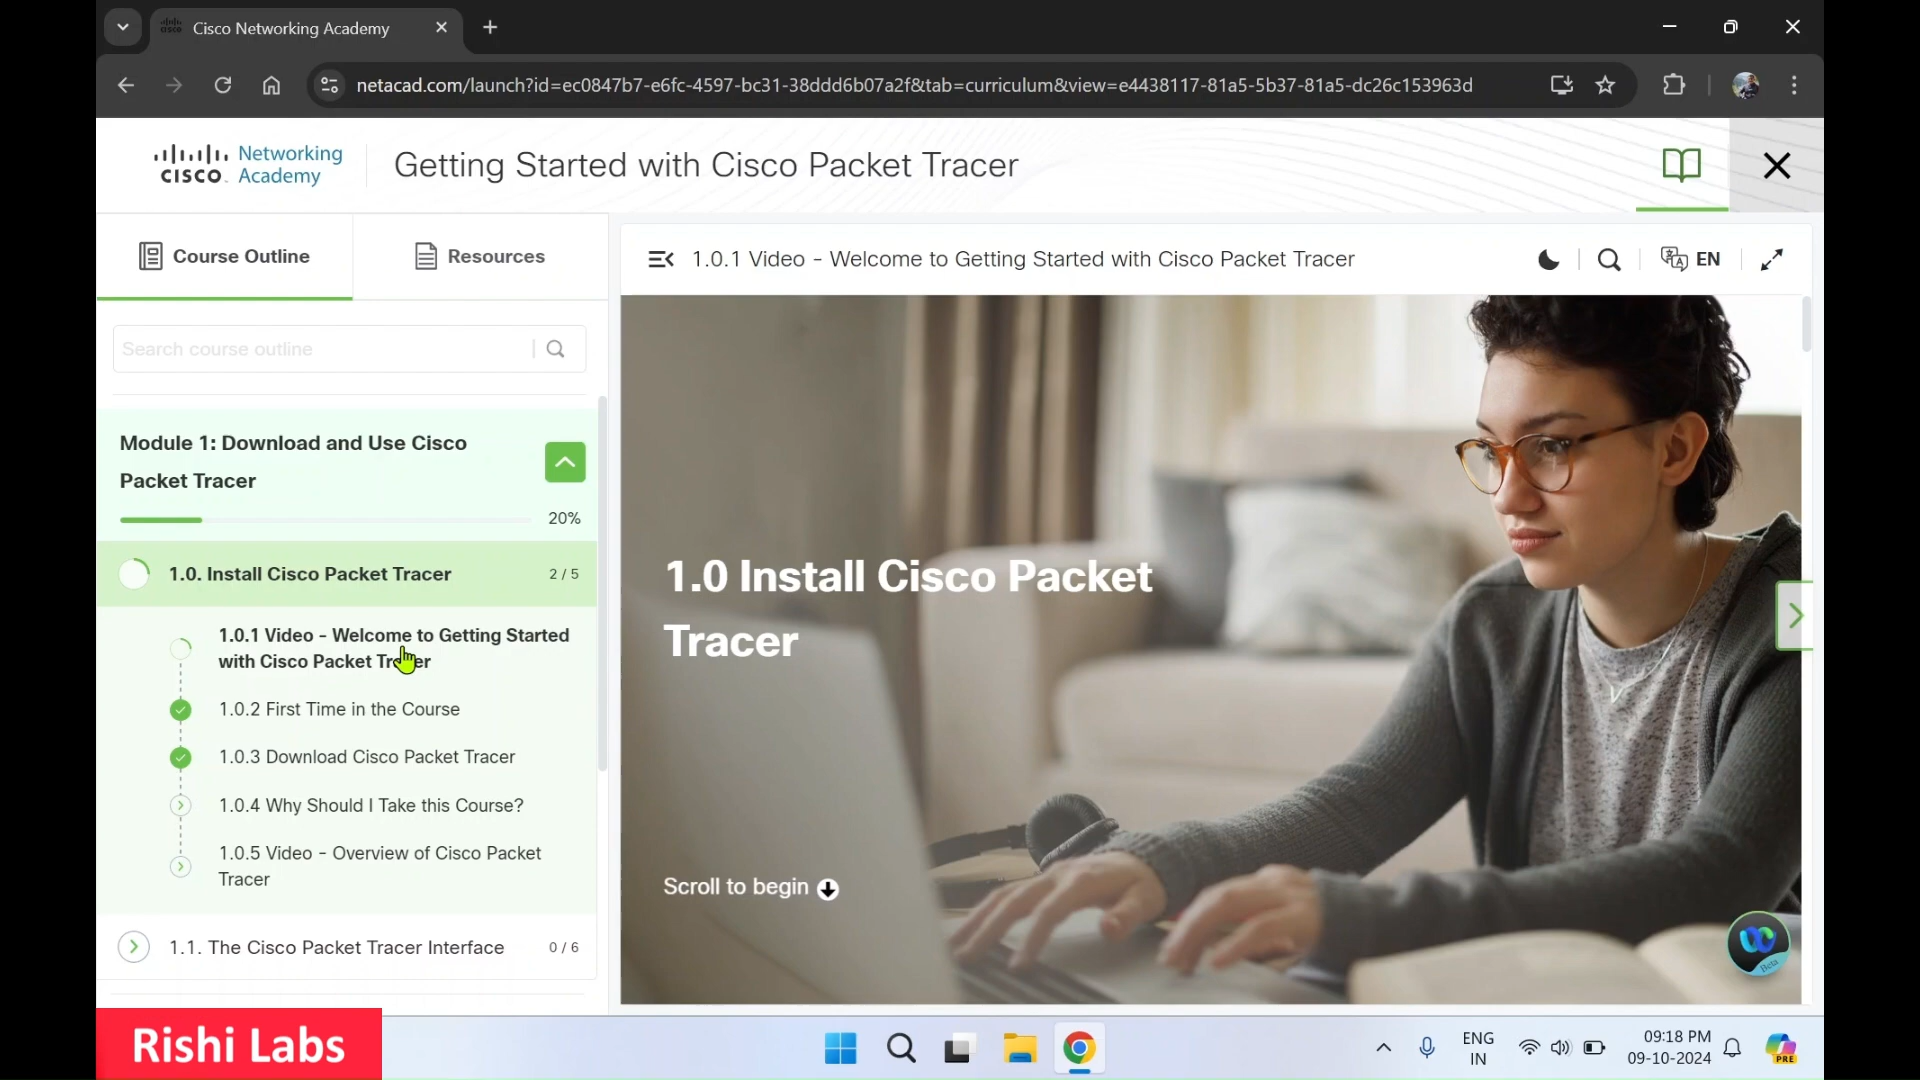 Cisco Networking Academy
netacad.com/launch?id=ec0847b7-e6fc-4597-bc31-38ddd6b07a2f&tab=curriculum&view=e4438117-81a5-5b37-81a5-dc26c153963d
cisco Networking Academy
Getting Started with Cisco Packet Tracer
Course Outline
Resources
1.0.1 Video - Welcome to Getting Started with Cisco Packet Tracer
EN
Search course outline
Module 1: Download and Use Cisco
Packet Tracer
20%
1.0. Install Cisco Packet Tracer 2 / 5
1.0.1 Video - Welcome to Getting Started
with Cisco Packet Tracer
1.0.2 First Time in the Course
1.0.3 Download Cisco Packet Tracer
1.0.4 Why Should I Take this Course?
1.0.5 Video - Overview of Cisco Packet
Tracer
1.1. The Cisco Packet Tracer Interface 0 / 6
1.0 Install Cisco Packet
Tracer
Scroll to begin
Beta
Rishi Labs
ENG
IN
09:18 PM
09-10-2024
PRE